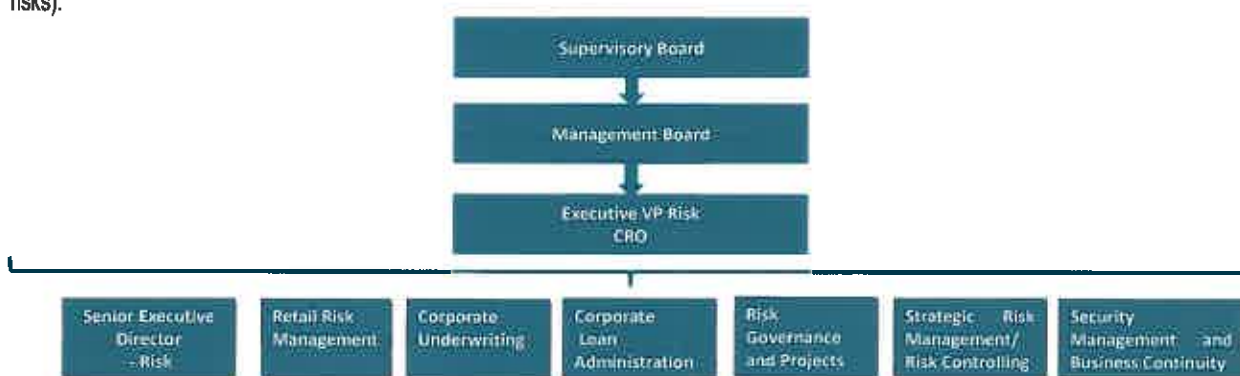 risks).
Supervisory Board
Management Board
Executive VP Risk
CRO
Senior Executive
Director
- Risk
Retail Risk
Management
Corporate
Underwriting
Corporate
Loan
Administration
Risk
Governance
and Projects
Strategic Risk
Management/
Risk Controlling
Security
Management and
Business Continuity